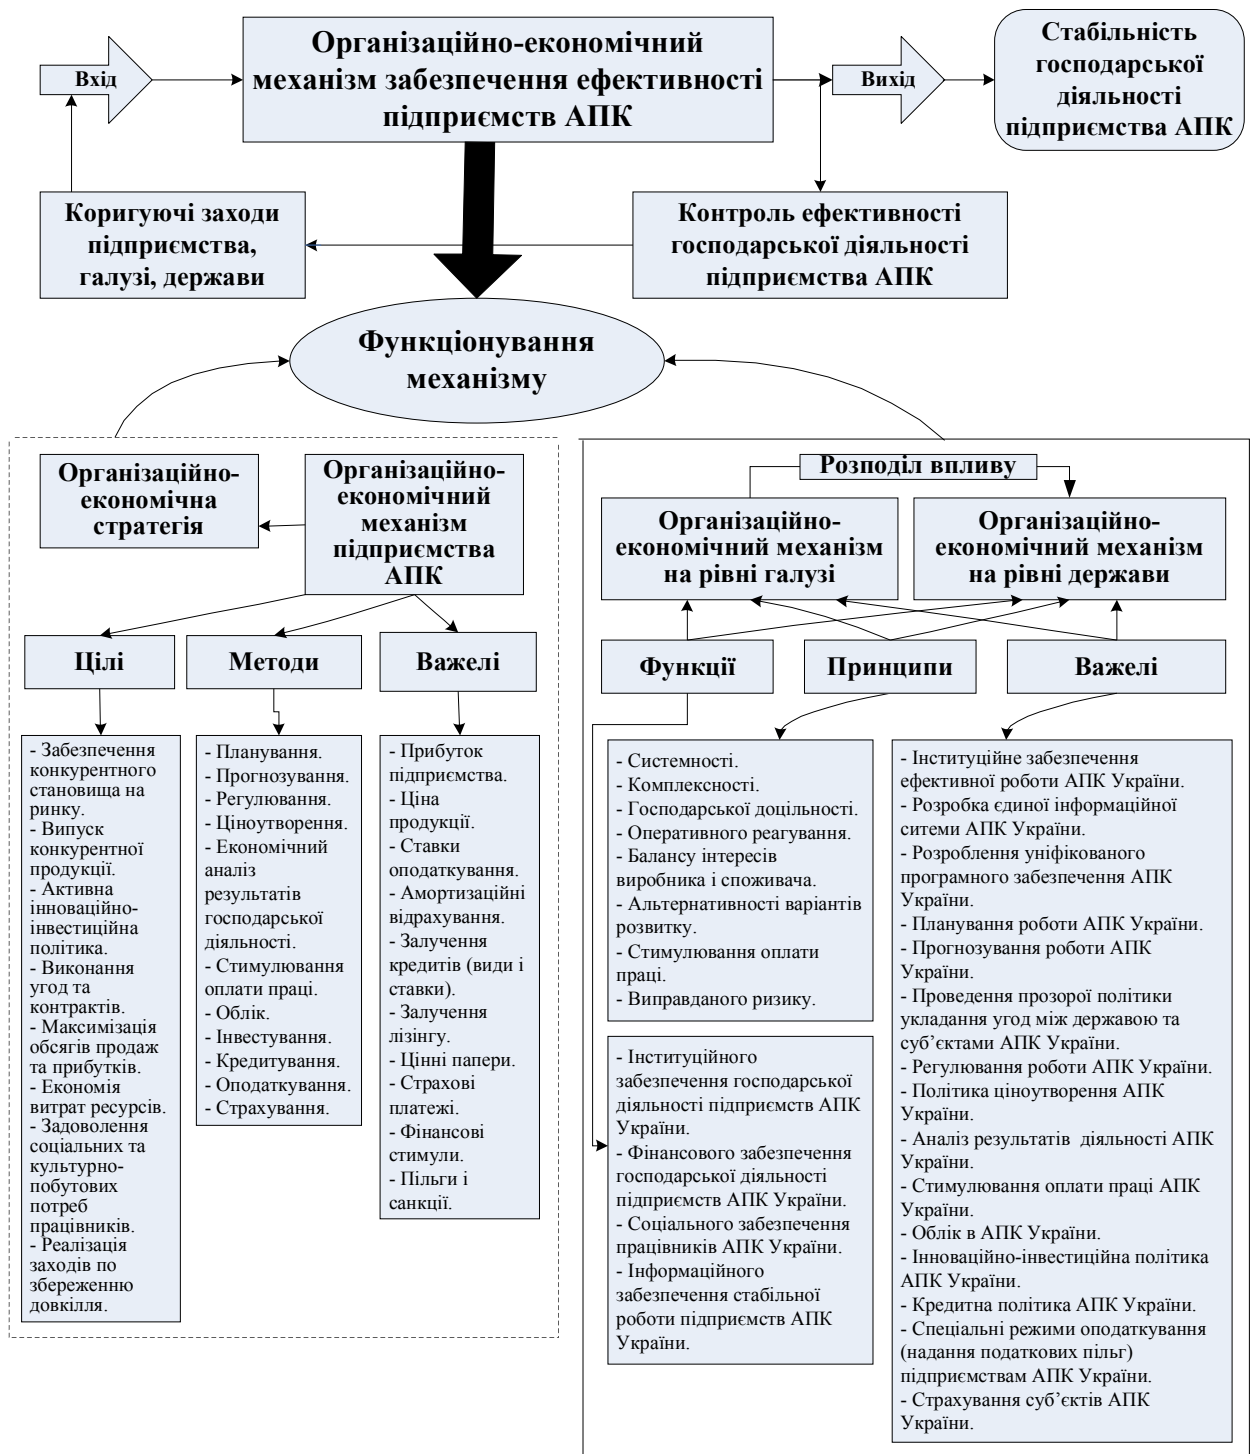 Вхід
Організаційно-економічний
механізм забезпечення ефективності
підприємств АПК
Вихід
Стабільність
господарської
діяльності
підприємства АПК
Коригуючі заходи
підприємства,
галузі, держави
Контроль ефективності
господарської діяльності
підприємства АПК
Функціонування
механізму
Організаційно-
економічна
стратегія
Організаційно-
економічний
механізм
підприємства
АПК
Цілі
Методи
Важелі
- Забезпечення
конкурентного
становища на
ринку.
- Випуск
конкурентної
продукції.
- Активна
інноваційно-
інвестиційна
політика.
- Виконання
угод та
контрактів.
- Максимізація
обсягів продаж
та прибутків.
- Економія
витрат ресурсів.
- Задоволення
соціальних та
культурно-
побутових
потреб
працівників.
- Реалізація
заходів по
збереженню
довкілля.
- Планування.
- Прогнозування.
- Регулювання.
- Ціноутворення.
- Економічний
аналіз
результатів
господарської
діяльності.
- Стимулювання
оплати праці.
- Облік.
- Інвестування.
- Кредитування.
- Оподаткування.
- Страхування.
- Прибуток
підприємства.
- Ціна
продукції.
- Ставки
оподаткування.
- Амортизаційні
відрахування.
- Залучення
кредитів (види і
ставки).
- Залучення
лізінгу.
- Цінні папери.
- Страхові
платежі.
- Фінансові
стимули.
- Пільги і
санкції.
Розподіл впливу
Організаційно-
економічний механізм
на рівні галузі
Організаційно-
економічний механізм
на рівні держави
Функції
Принципи
Важелі
- Системності.
- Комплексності.
- Господарської доцільності.
- Оперативного реагування.
- Балансу інтересів
виробника і споживача.
- Альтернативності варіантів
розвитку.
- Стимулювання оплати
праці.
- Виправданого ризику.
- Інституційного
забезпечення господарської
діяльності підприємств АПК
України.
- Фінансового забезпечення
господарської діяльності
підприємств АПК України.
- Соціального забезпечення
працівників АПК України.
- Інформаційного
забезпечення стабільної
роботи підприємств АПК
України.
- Інституційне забезпечення
ефективної роботи АПК України.
- Розробка єдиної інформаційної
ситеми АПК України.
- Розроблення уніфікованого
програмного забезпечення АПК
України.
- Планування роботи АПК України.
- Прогнозування роботи АПК
України.
- Проведення прозорої політики
укладання угод між державою та
суб’єктами АПК України.
- Регулювання роботи АПК України.
- Політика ціноутворення АПК
України.
- Аналіз результатів діяльності АПК
України.
- Стимулювання оплати праці АПК
України.
- Облік в АПК України.
- Інноваційно-інвестиційна політика
АПК України.
- Кредитна політика АПК України.
- Спеціальні режими оподаткування
(надання податкових пільг)
підприємствам АПК України.
- Страхування суб’єктів АПК
України.